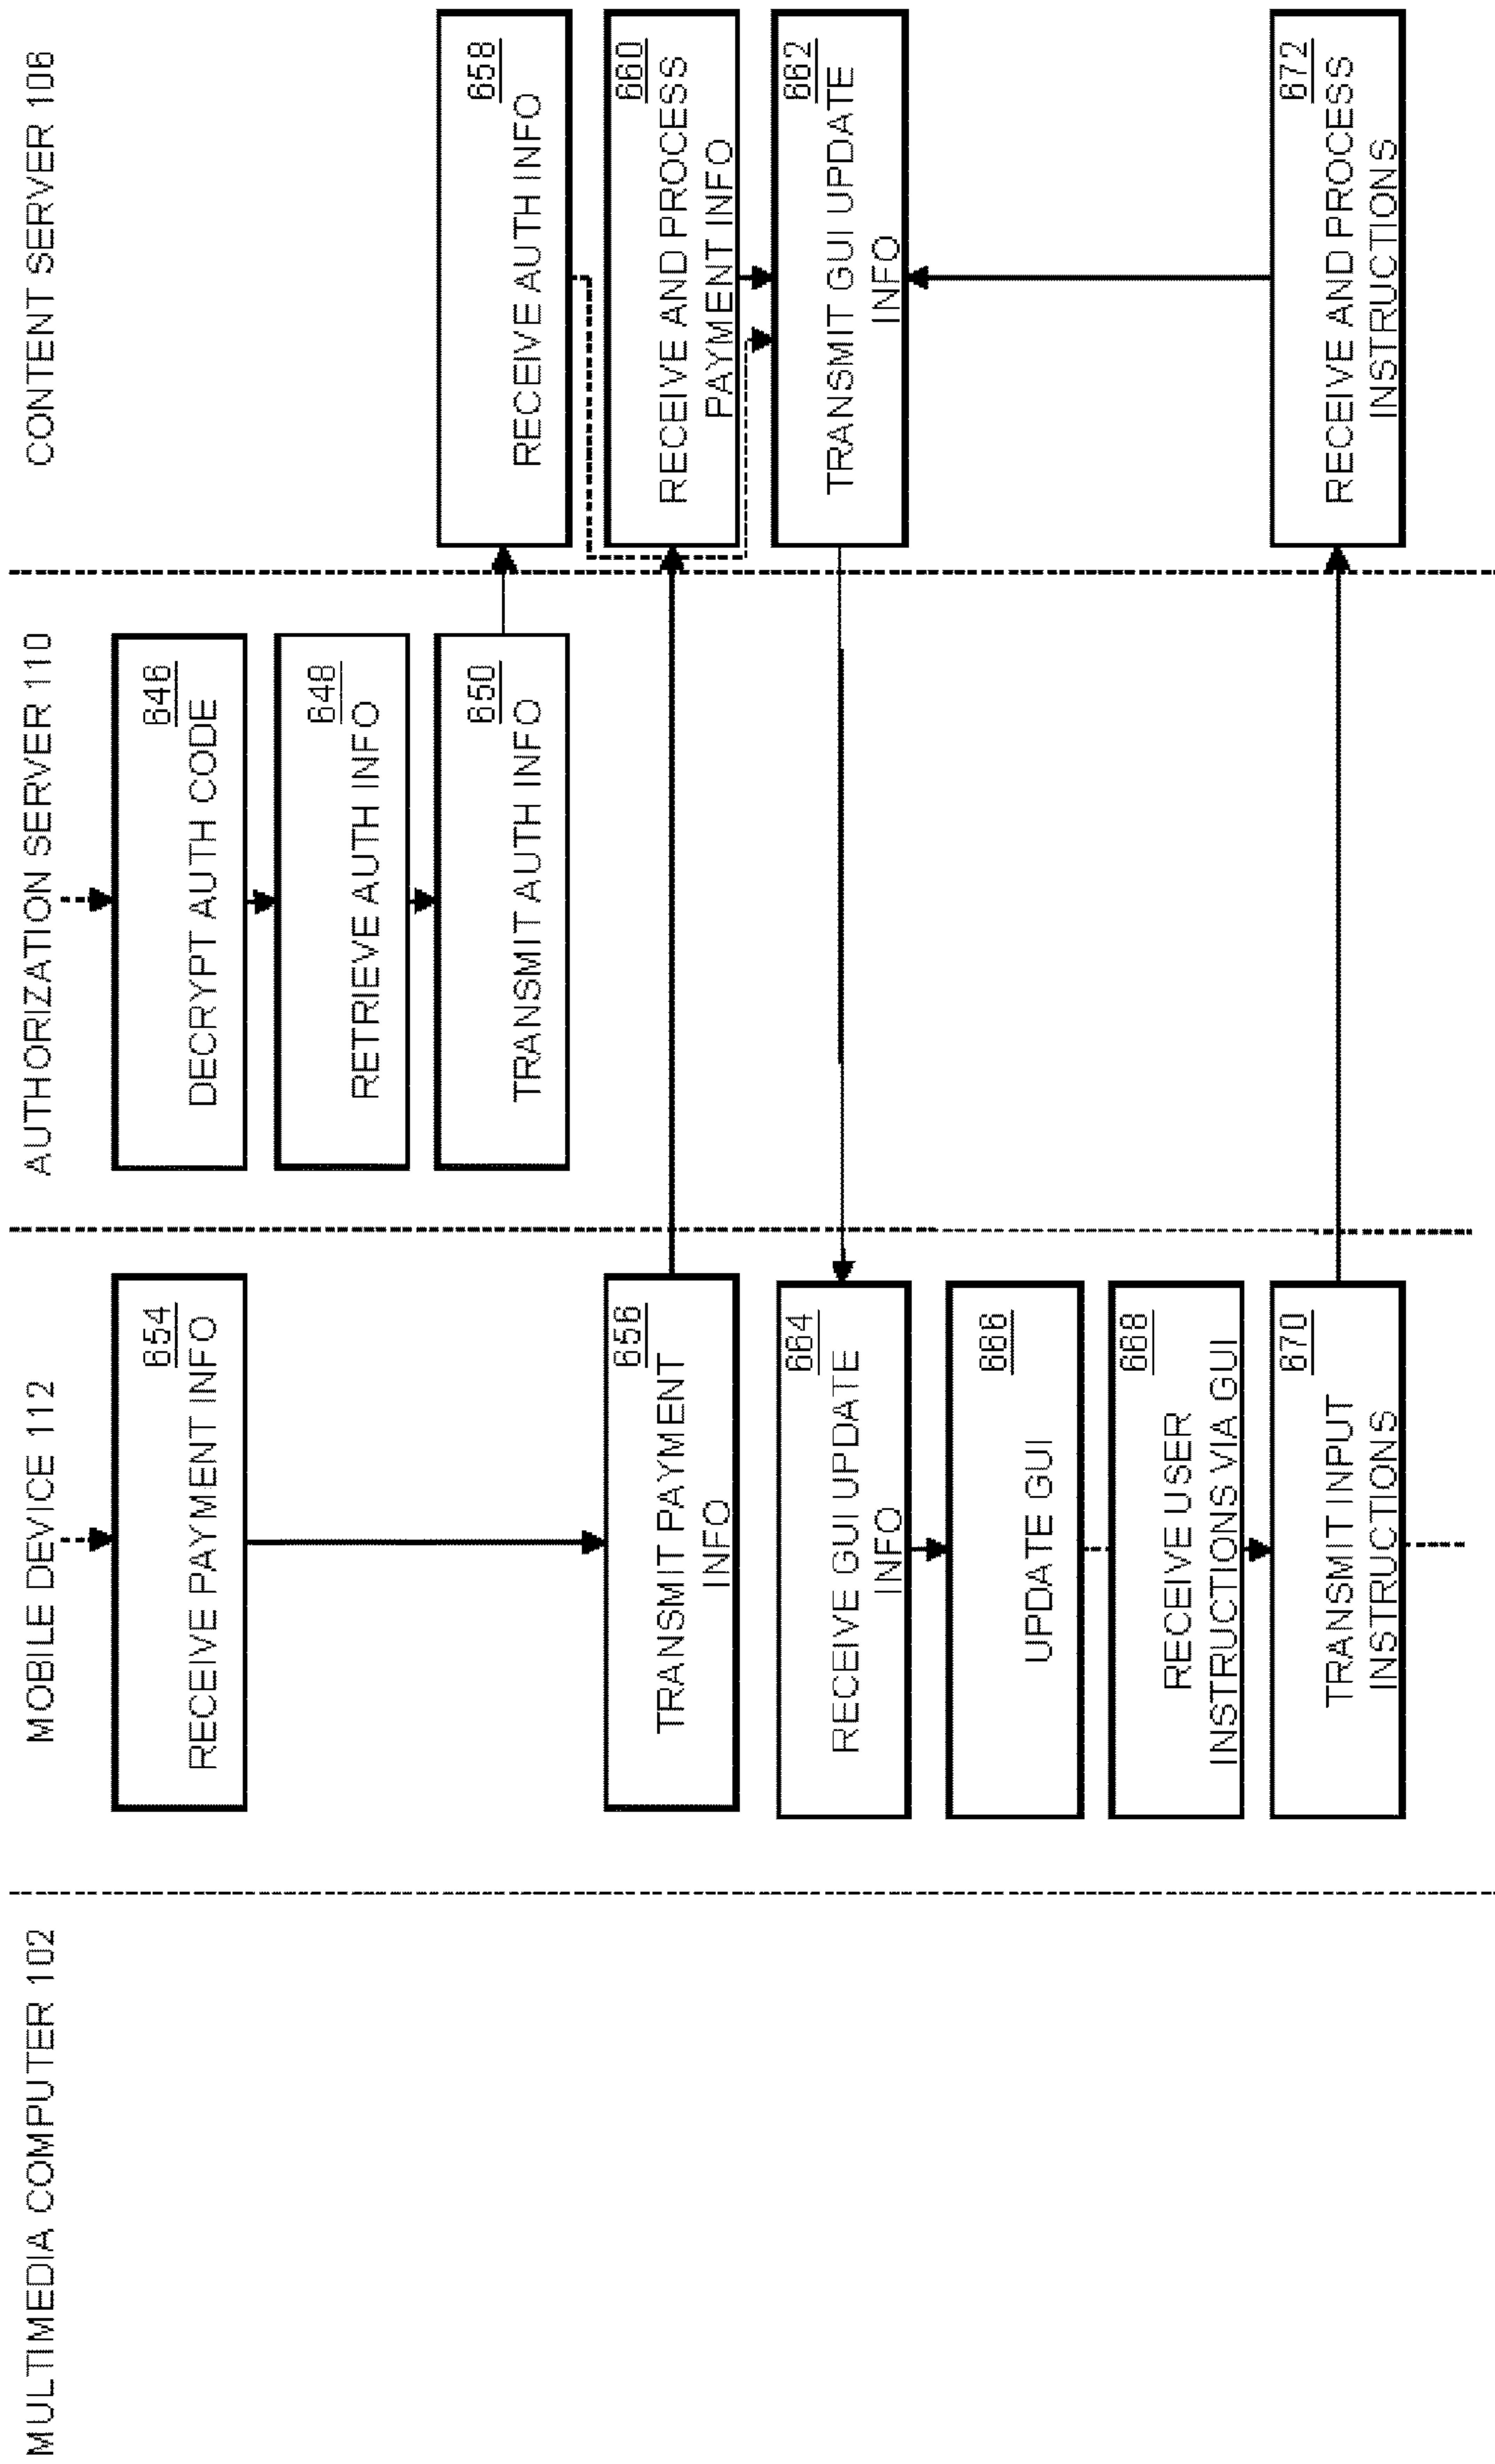 MULTIMEDIA COMPUTER 102
MOBILE DEVICE 112
AUTHORIZATION SERVER 110
CONTENT SERVER 106
654
RECEIVE PAYMENT INFO
646
DECRYPT AUTH CODE
648
RETRIEVE AUTH INFO
650
TRANSMIT AUTH INFO
658
RECEIVE AUTH INFO
656
TRANSMIT PAYMENT
INFO
660
RECEIVE AND PROCESS
PAYMENT INFO
662
TRANSMIT GUI UPDATE
INFO
664
RECEIVE GUI UPDATE
INFO
666
UPDATE GUI
668
RECEIVE USER
INSTRUCTIONS VIA GUI
670
TRANSMIT INPUT
INSTRUCTIONS
672
RECEIVE AND PROCESS
INSTRUCTIONS